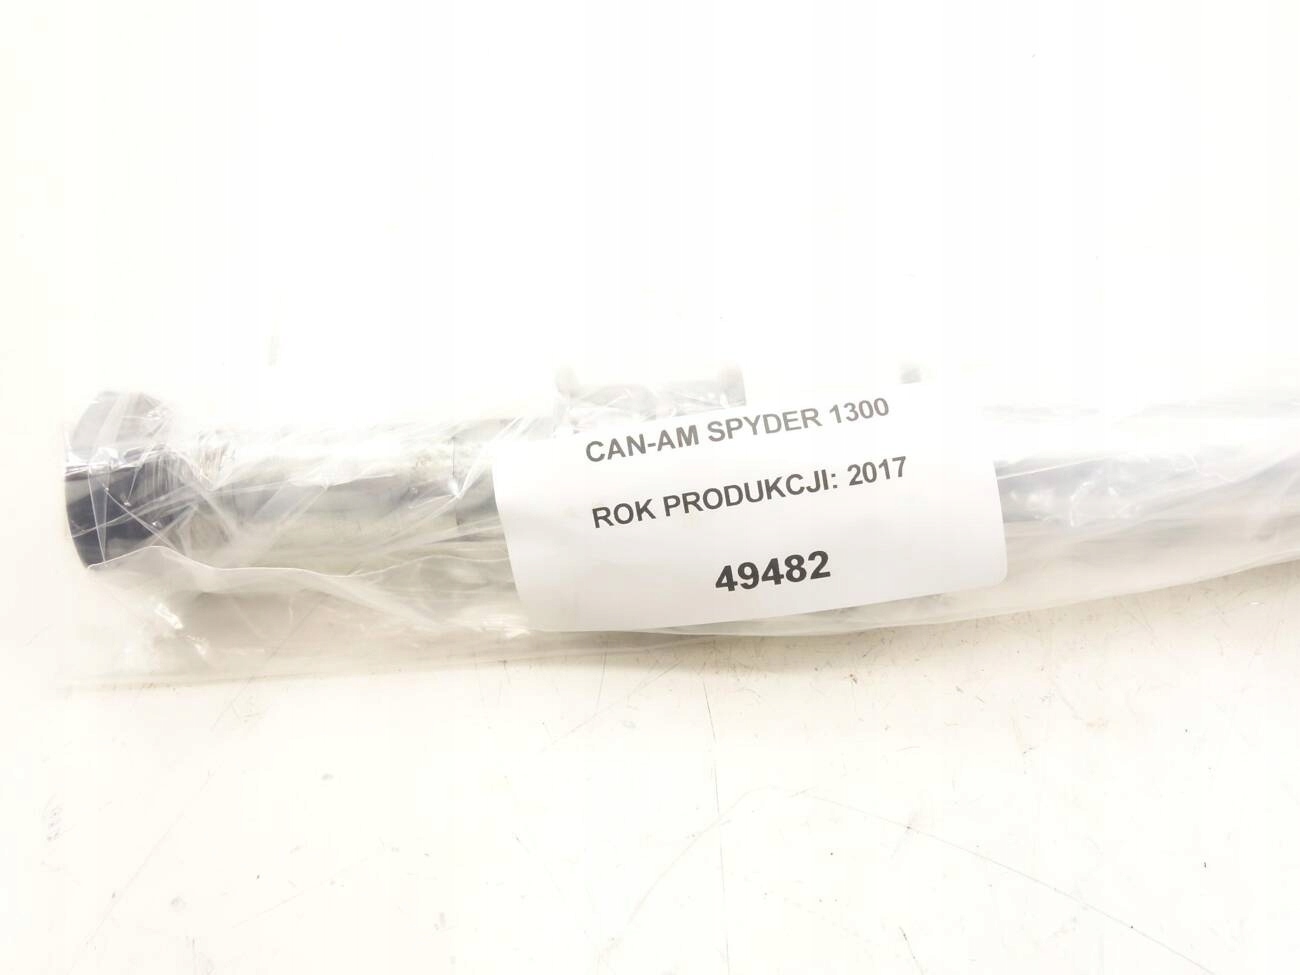 CAN-AM SPYDER 1300
ROK PRODUKCJI: 2017
49482